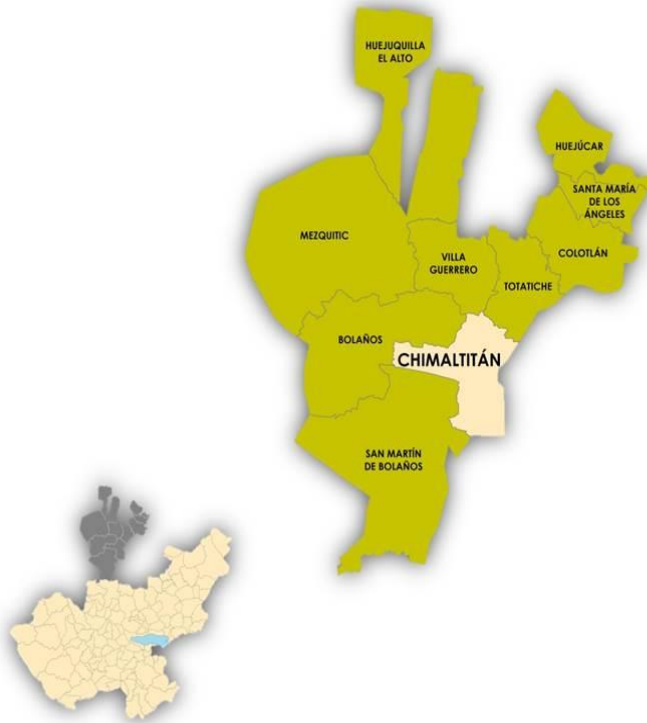 HUEJUQUILLA
EL ALTO
HUEJÚCAR
SANTA MARÍA
DE LOS
ÁNGELES
MEZQUITIC
COLOTLÁN
VILLA
GUERRERO
TOTATICHE
BOLAÑOS
CHIMALTITÁN
SAN MARTÍN
DE BOLAÑOS